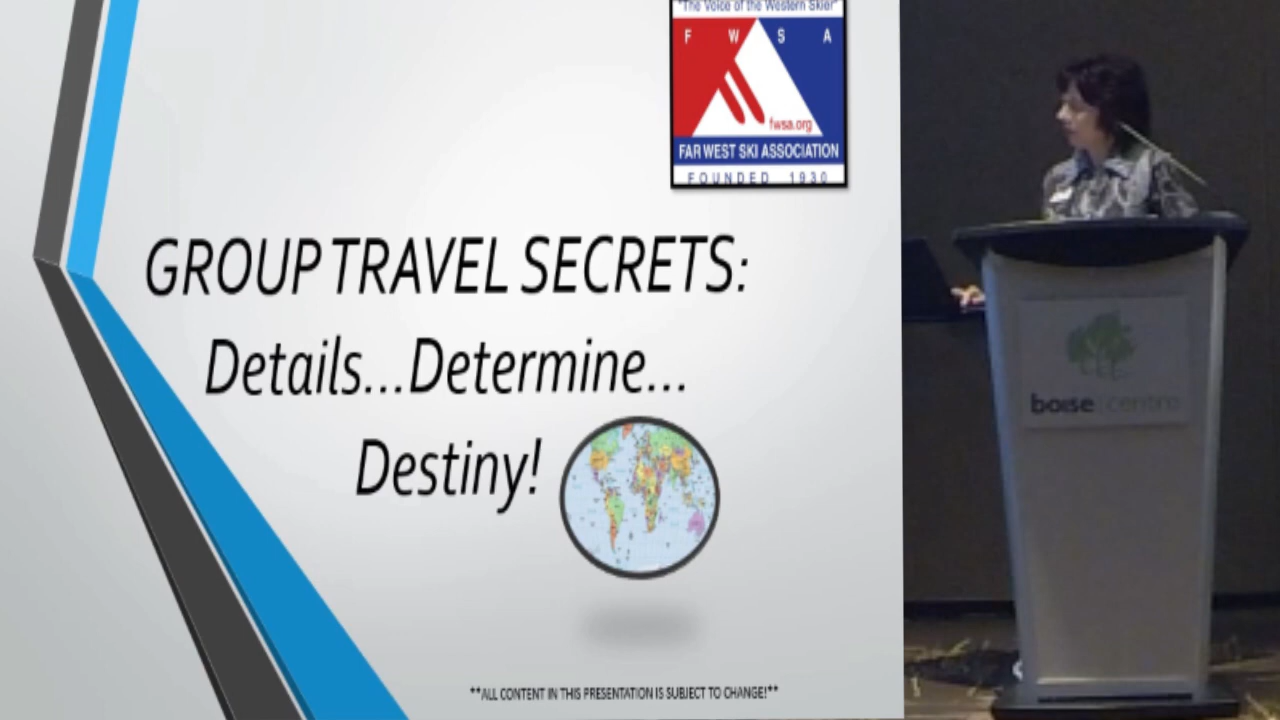 "The Voice of the Western Skier"
F W S A
fwsa.org
FAR WEST SKI ASSOCIATION
FOUNDED 1930
GROUP TRAVEL SECRETS:
Details...Determine...
Destiny!
**ALL CONTENT IN THIS PRESENTATION IS SUBJECT TO CHANGE!**
boise centre